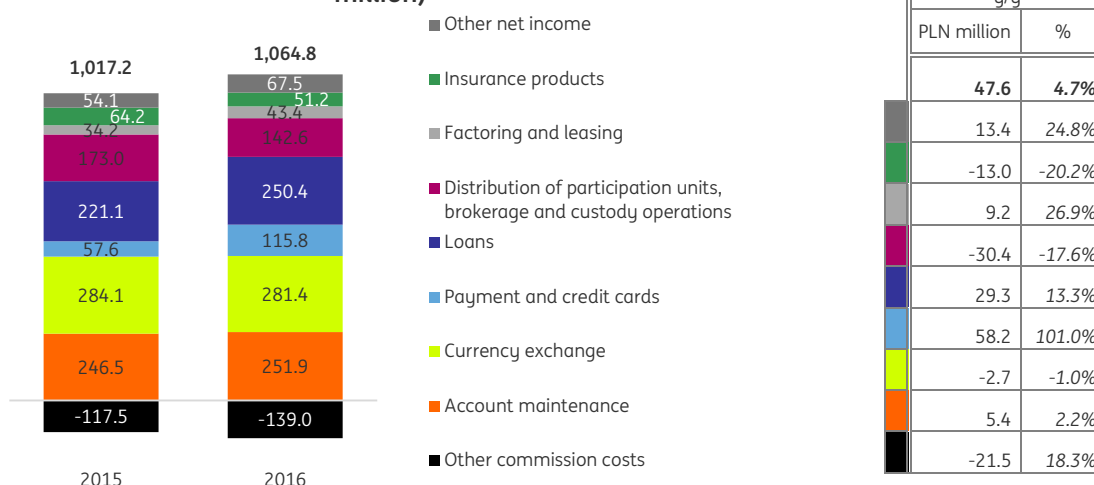 million)
1,017.2
54.1
64.2
34.2
173.0
221.1
57.6
284.1
246.5
-117.5
2015
1,064.8
67.5
51.2
43.4
142.6
250.4
115.8
281.4
251.9
-139.0
2016
Other net income
Insurance products
Factoring and leasing
Distribution of participation units,
brokerage and custody operations
Loans
Payment and credit cards
Currency exchange
Account maintenance
Other commission costs
g/g
PLN million %
47.6 4.7%
13.4 24.8%
-13.0 -20.2%
9.2 26.9%
-30.4 -17.6%
29.3 13.3%
58.2 101.0%
-2.7 -1.0%
5.4 2.2%
-21.5 18.3%